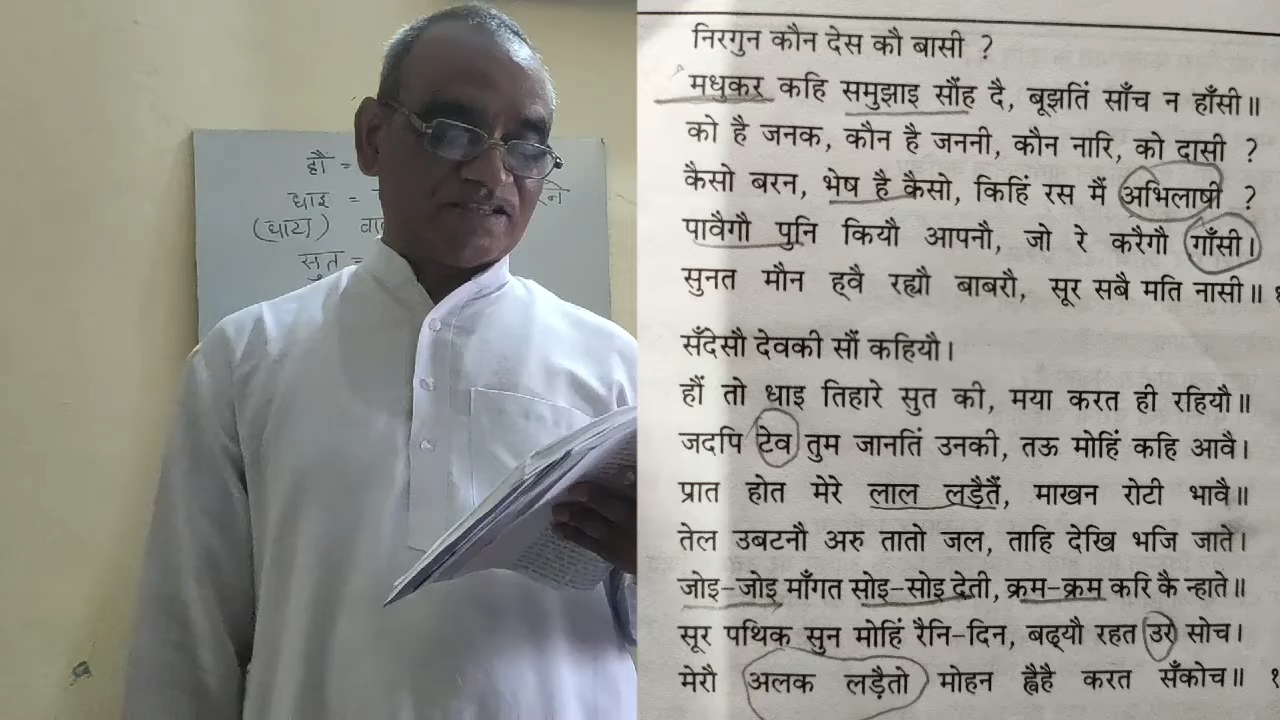 हौं =
धाइ =
(धाय)
सुत =
निरगुन कौन देस कौ बासी ?
मधुकर कहि समुझाइ सौंह दै, बूझतिं साँच न हाँसी॥
को है जनक, कौन है जननी, कौन नारि, को दासी ?
कैसो बरन, भेष है कैसो, किहिं रस मैं अभिलाषी ?
पावैगौ पुनि कियौ आपनौ, जो रे करैगौ गाँसी।
सुनत मौन ह्वै रह्यौ बाबरौ, सूर सबै मति नासी॥
सँदेसौ देवकी सौं कहियौ।
हौं तो धाइ तिहारे सुत की, मया करत ही रहियौ॥
जदपि टेव तुम जानतिं उनकी, तऊ मोहिं कहि आवै।
प्रात होत मेरे लाल लड़ैतैं, माखन रोटी भावै॥
तेल उबटनौ अरु तातो जल, ताहि देखि भजि जाते।
जोइ-जोइ माँगत सोइ-सोइ देती, क्रम-क्रम करि कै न्हाते॥
सूर पथिक सुन मोहिं रैनि-दिन, बढ्यौ रहत उर सोच।
मेरौ अलक लड़ैतो मोहन ह्वैहै करत सँकोच॥